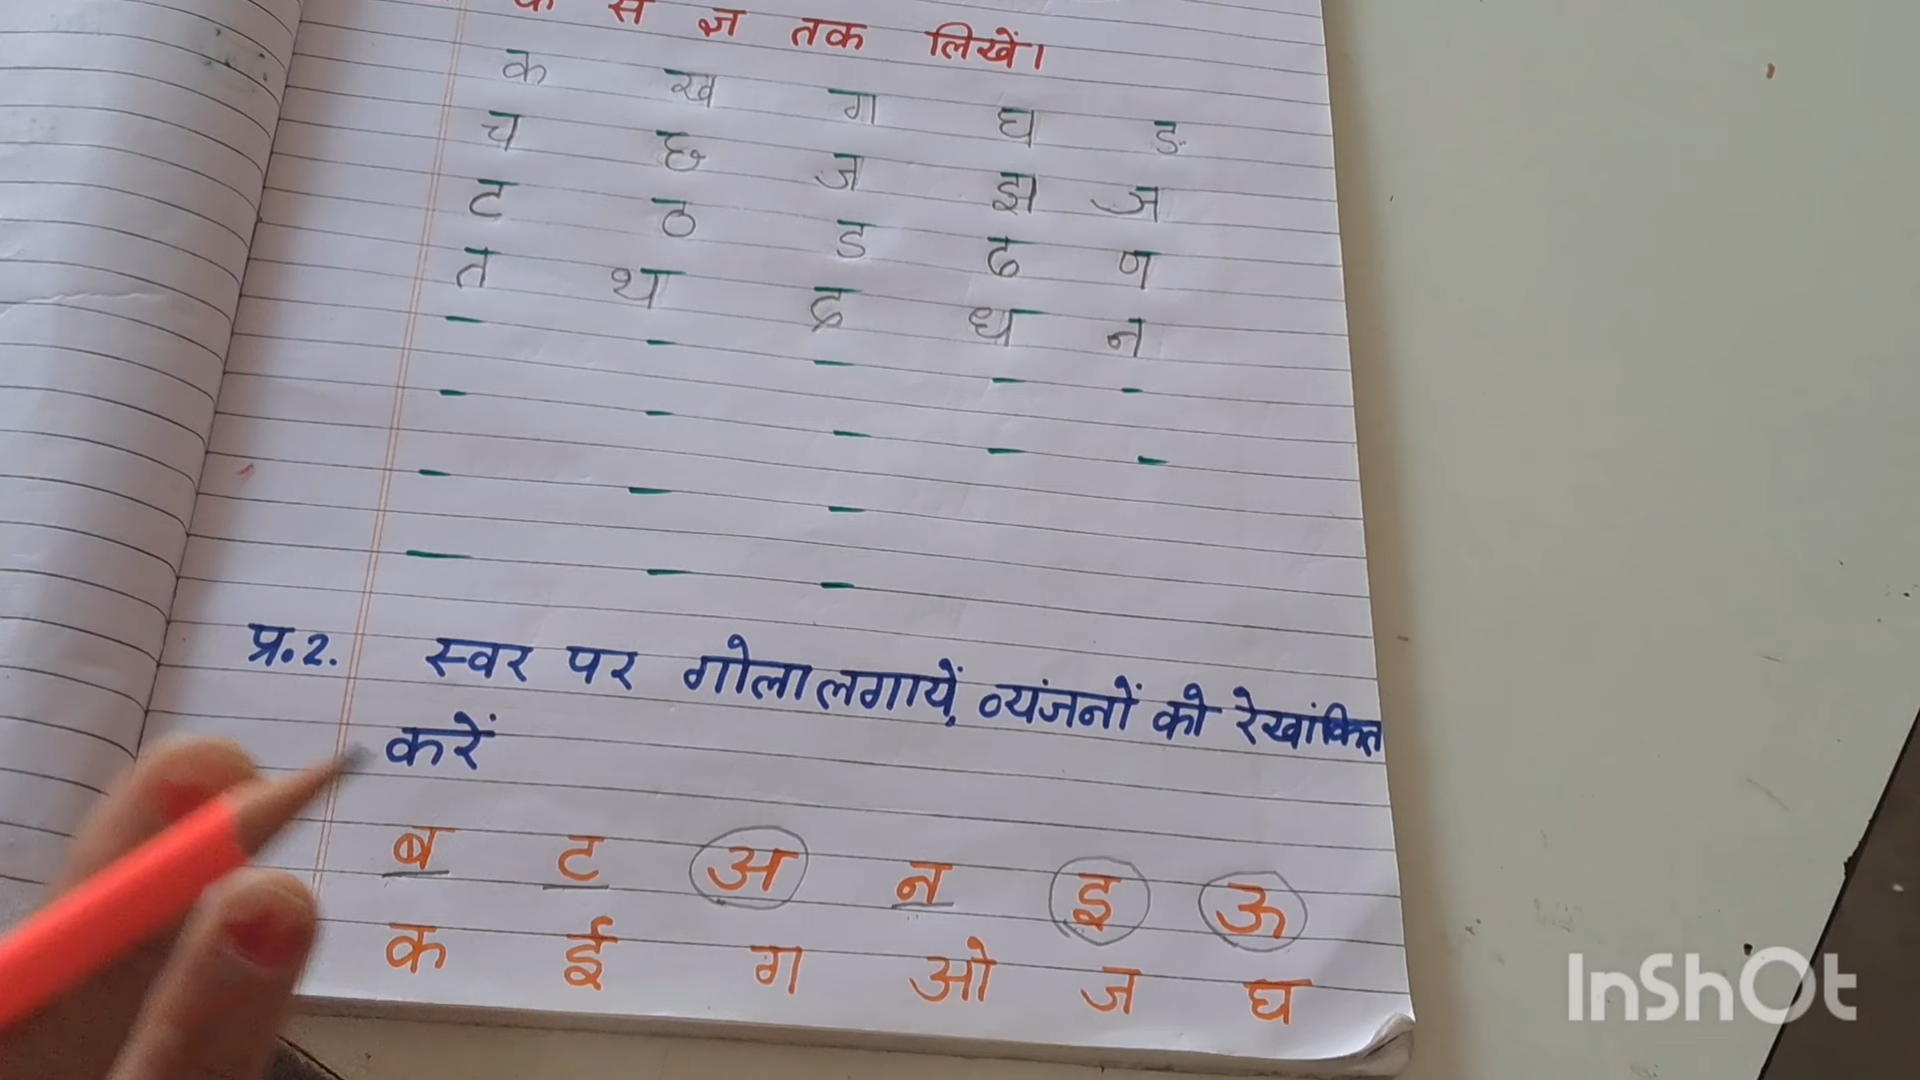 क से ज्ञ तक लिखें।
क ख ग घ ङ
च छ ज झ ञ
ट ठ ड ढ ण
त थ द ध न
प्र.2. स्वर पर गोला लगायें, व्यंजनों को रेखांकित
करें
ब ट अ न इ ऊ
क ई ग ओ ज घ
InShOt